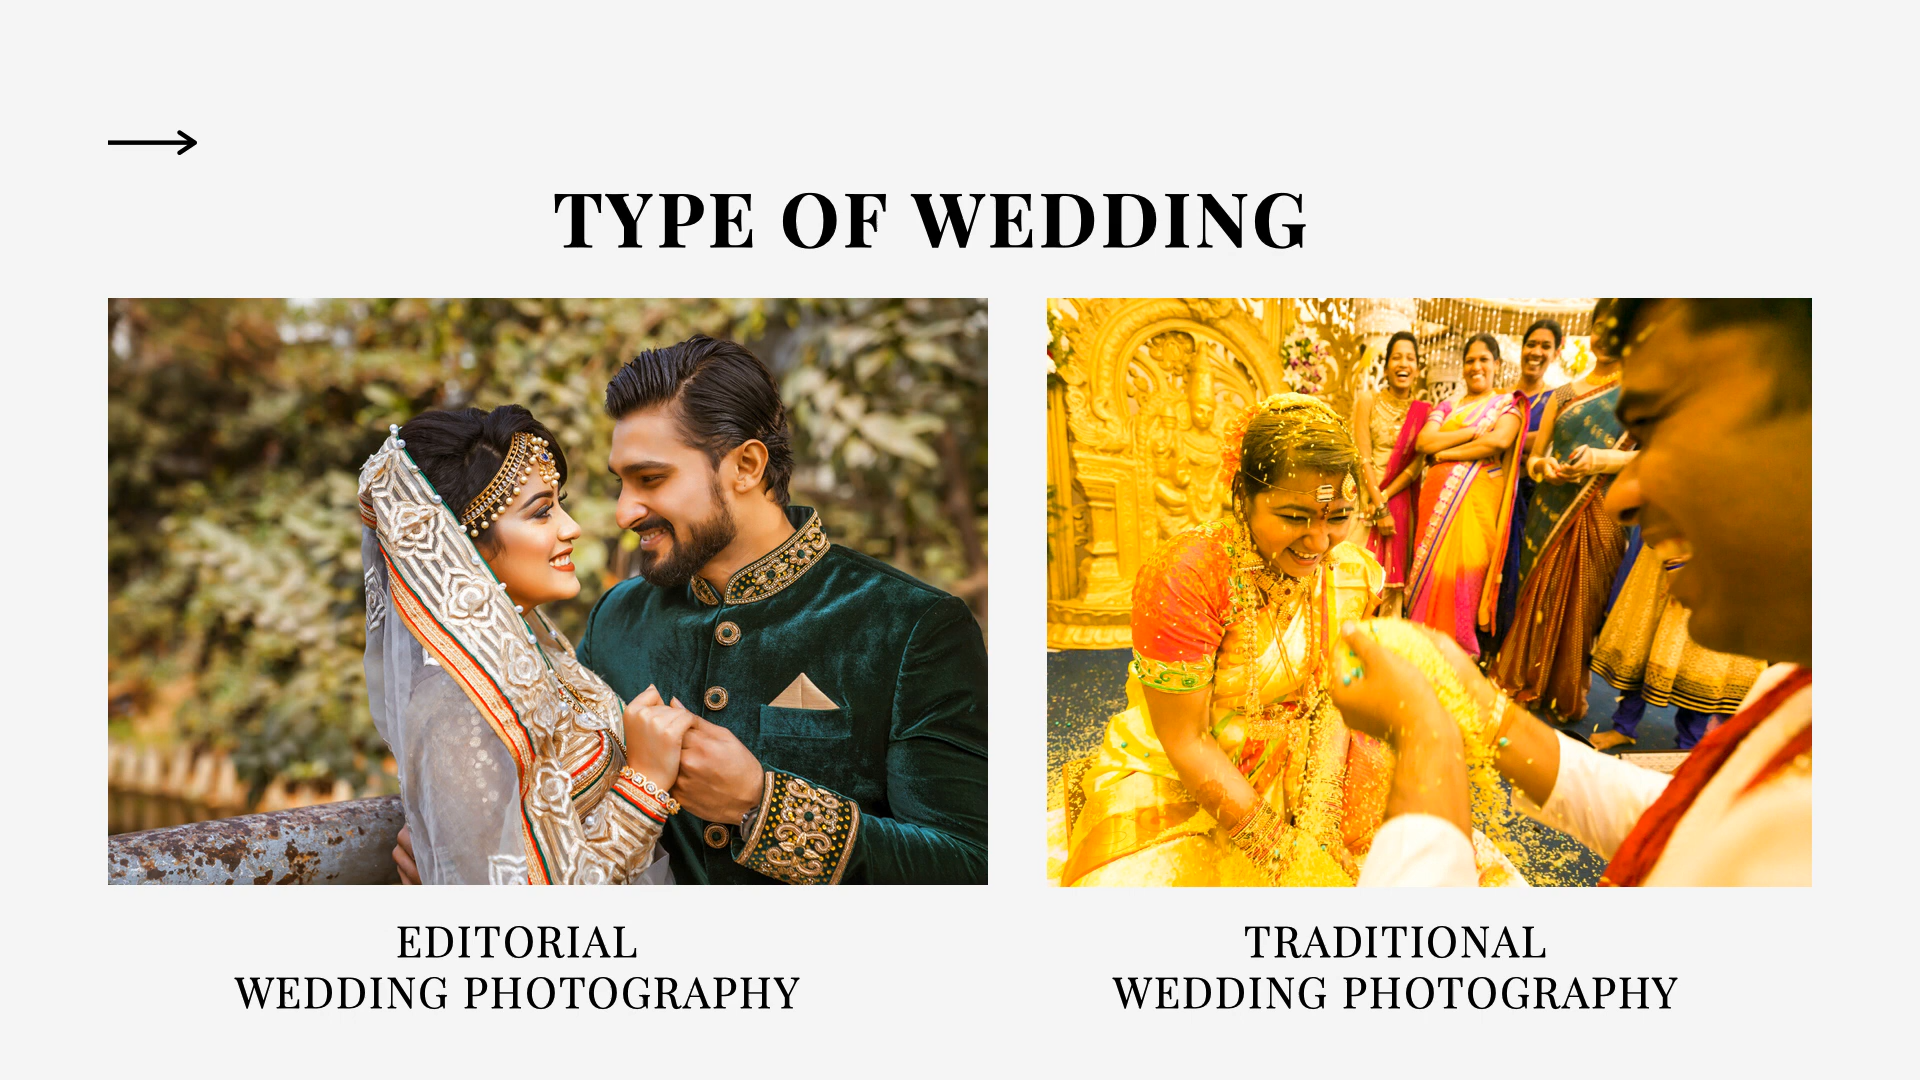 TYPE OF WEDDING
EDITORIAL
WEDDING PHOTOGRAPHY
TRADITIONAL
WEDDING PHOTOGRAPHY